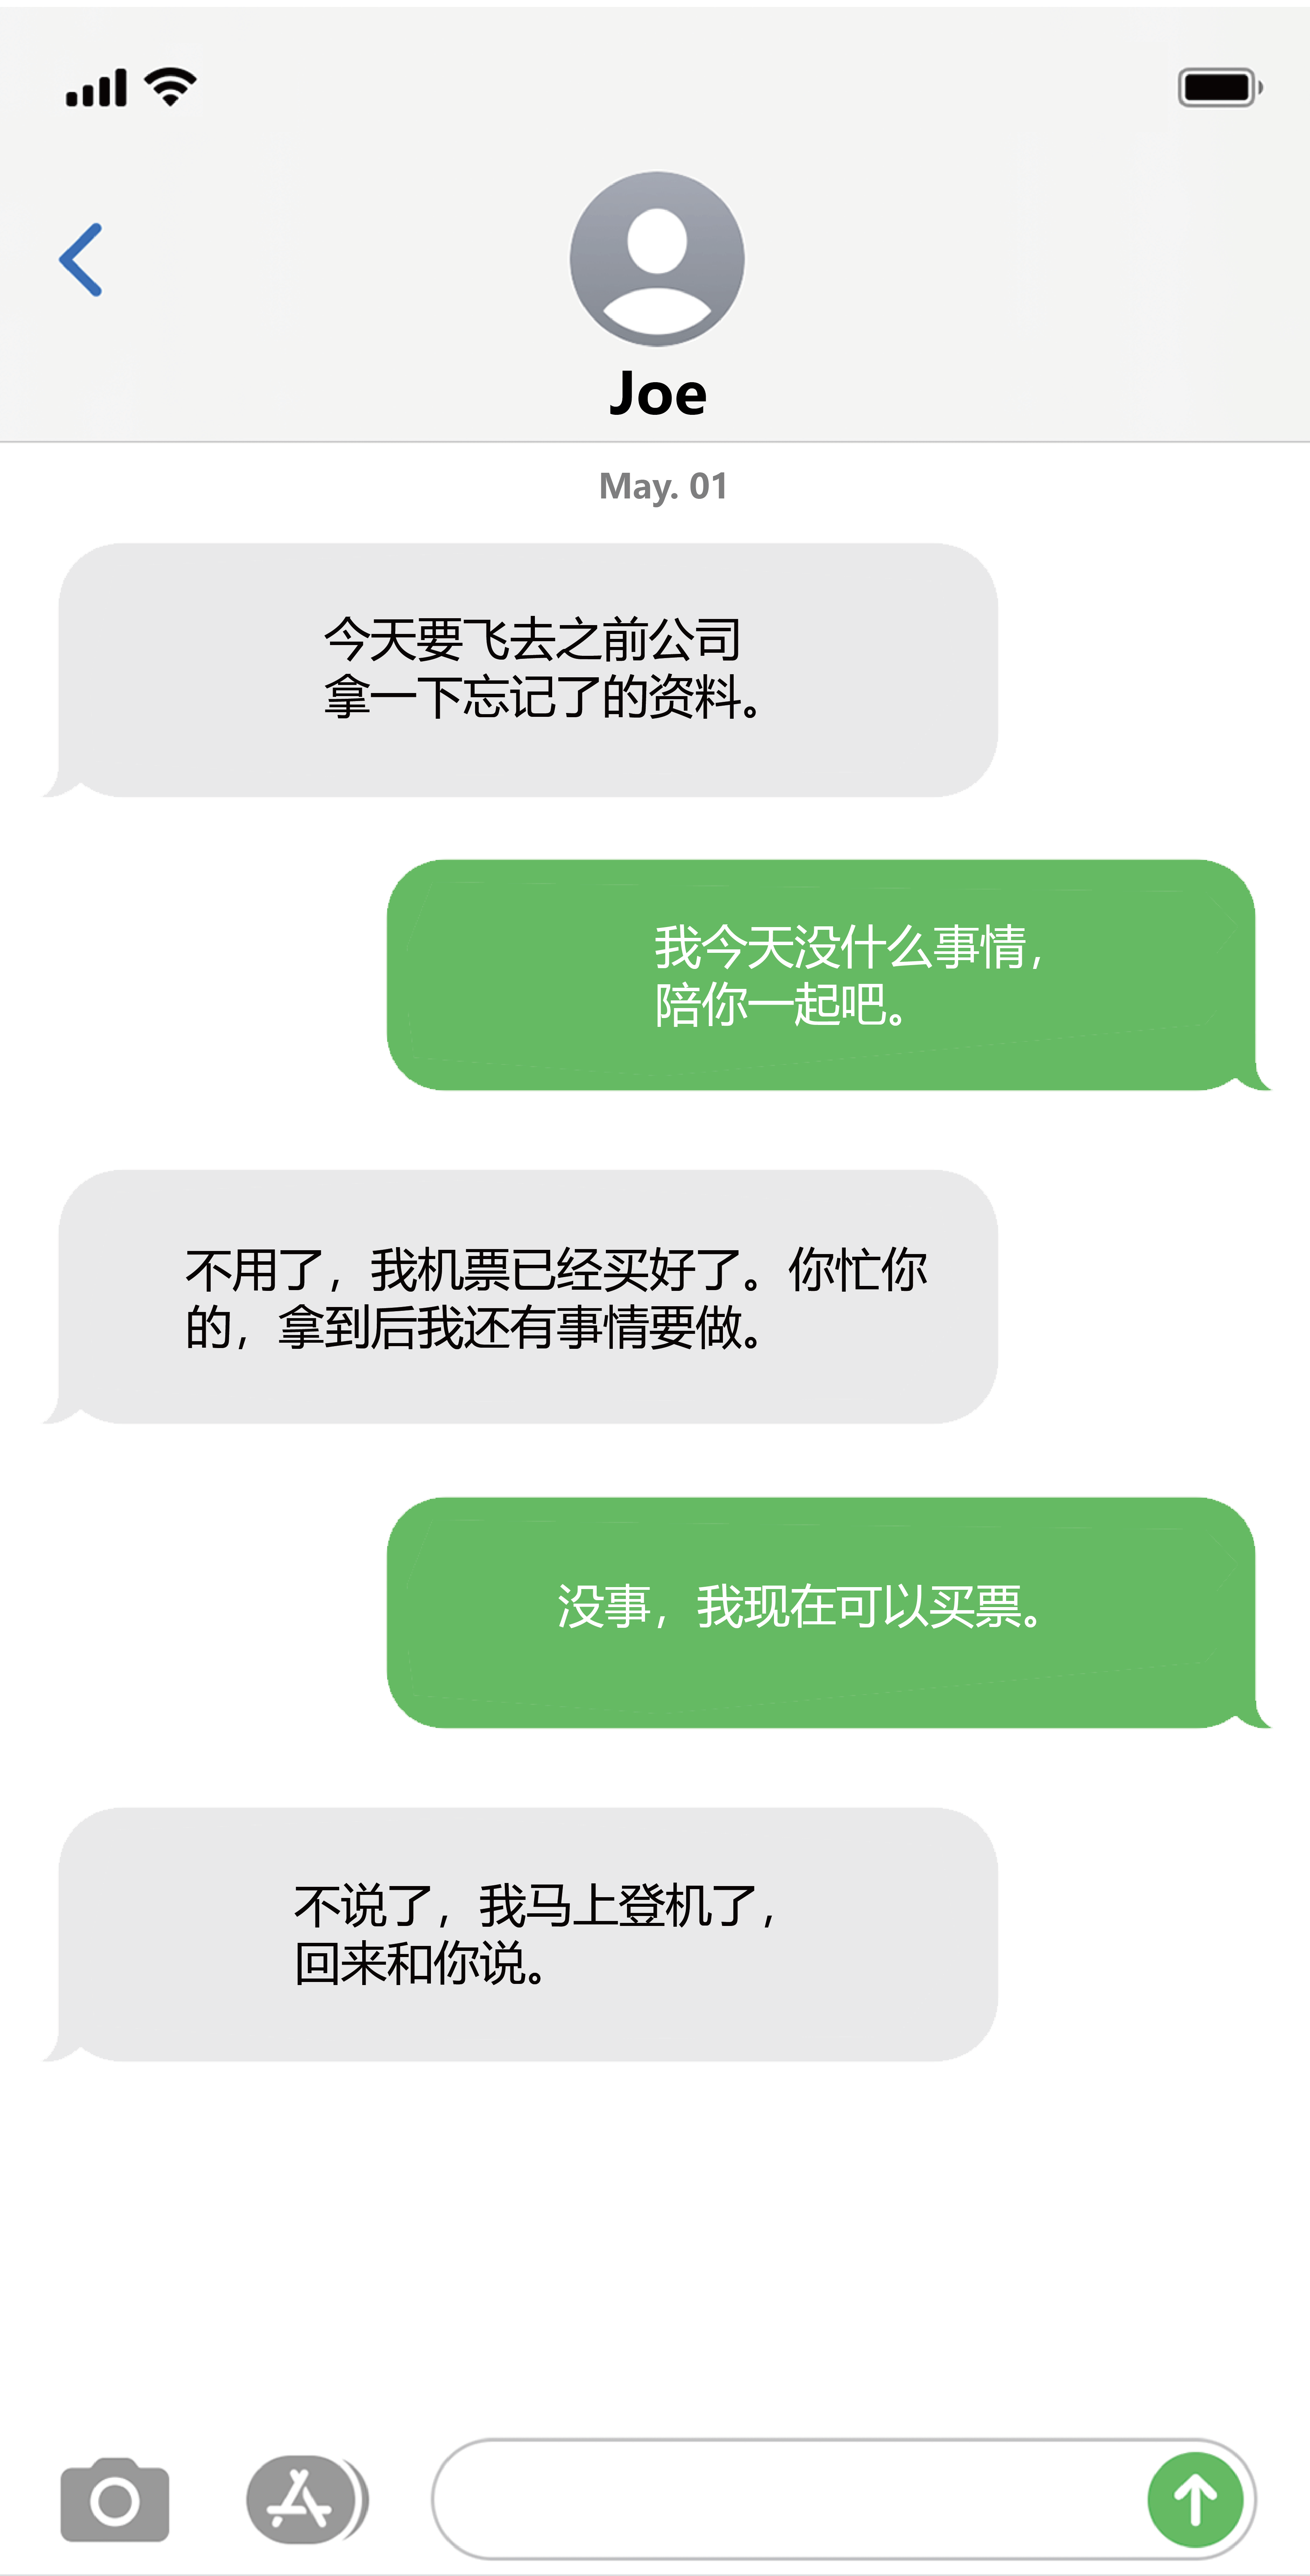 Joe
May. 01
今天要飞去之前公司
拿一下忘记了的资料。
我今天没什么事情，
陪你一起吧。
不用了，我机票已经买好了。你忙你
的，拿到后我还有事情要做。
没事，我现在可以买票。
不说了，我马上登机了，
回来和你说。